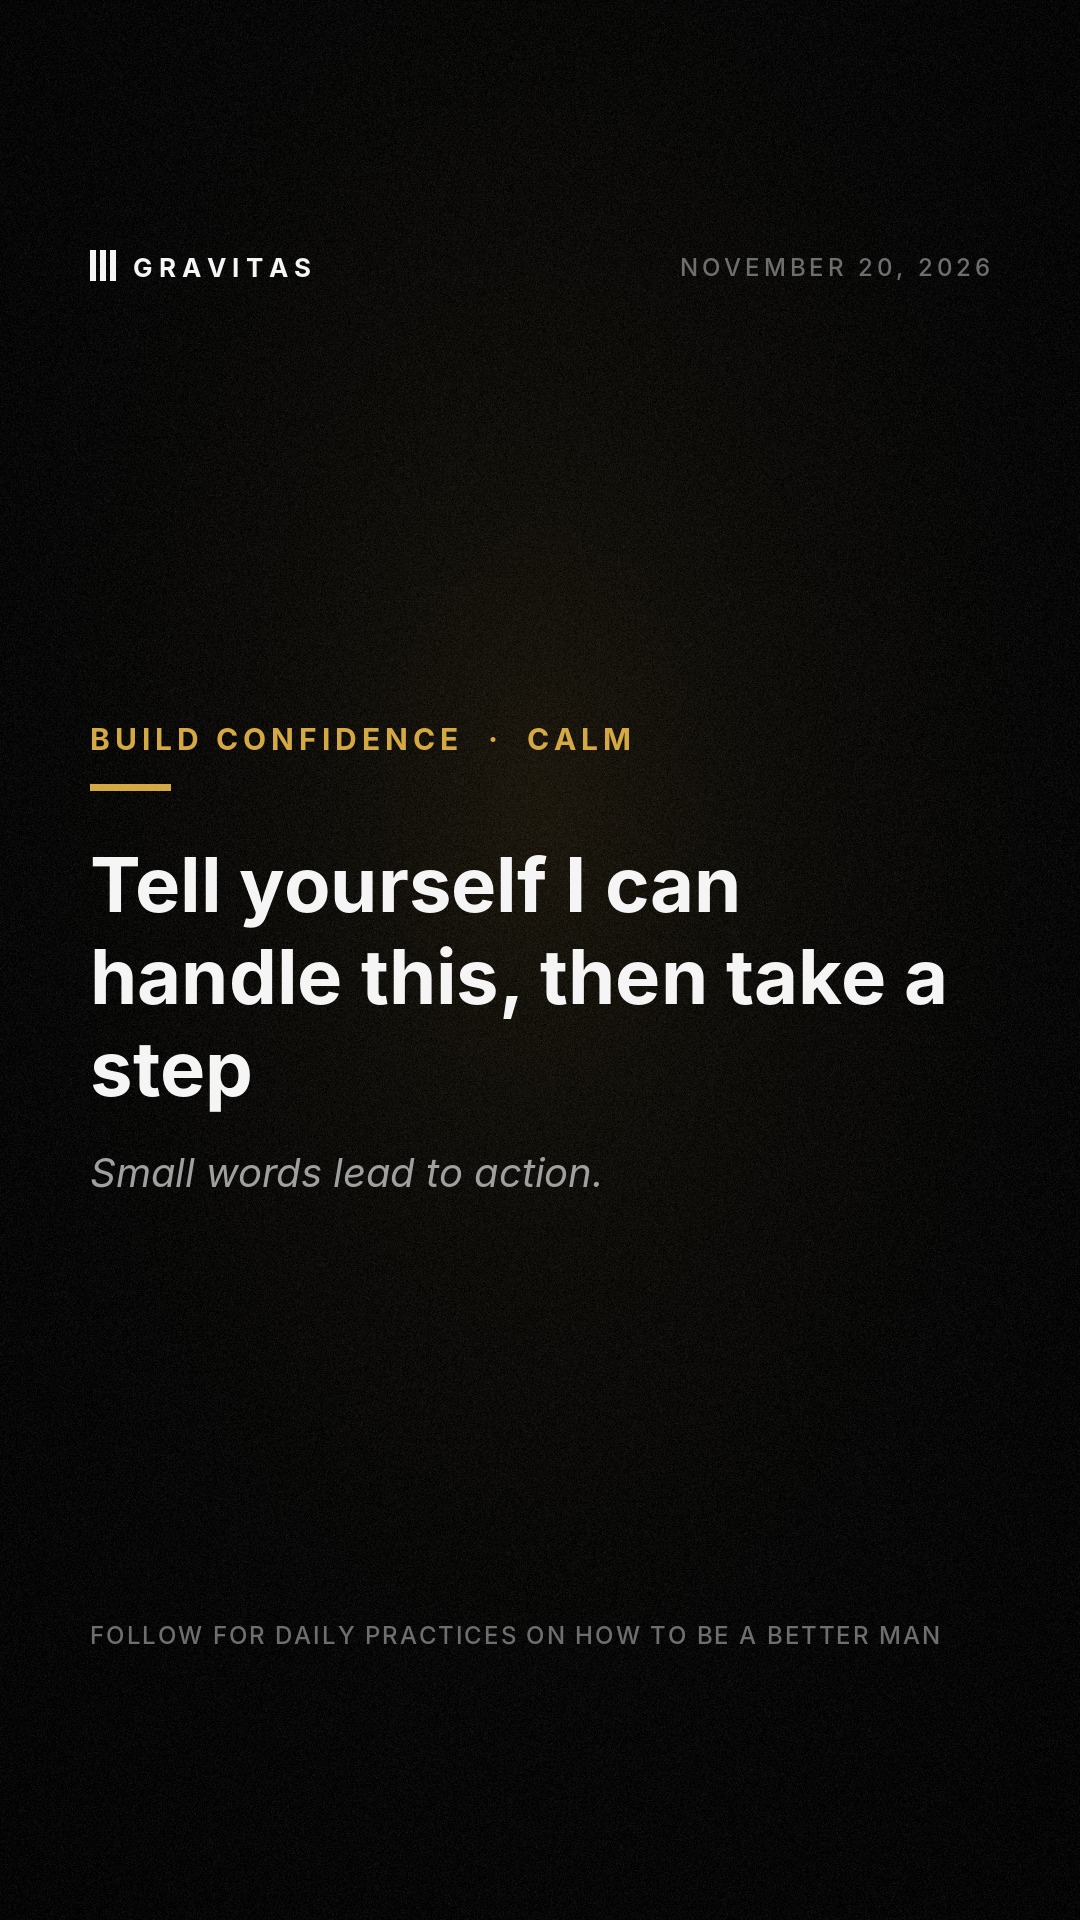 GRAVITAS
NOVEMBER 20, 2026
BUILD CONFIDENCE · CALM
Tell yourself I can
handle this, then take a
step
Small words lead to action.
FOLLOW FOR DAILY PRACTICES ON HOW TO BE A BETTER MAN